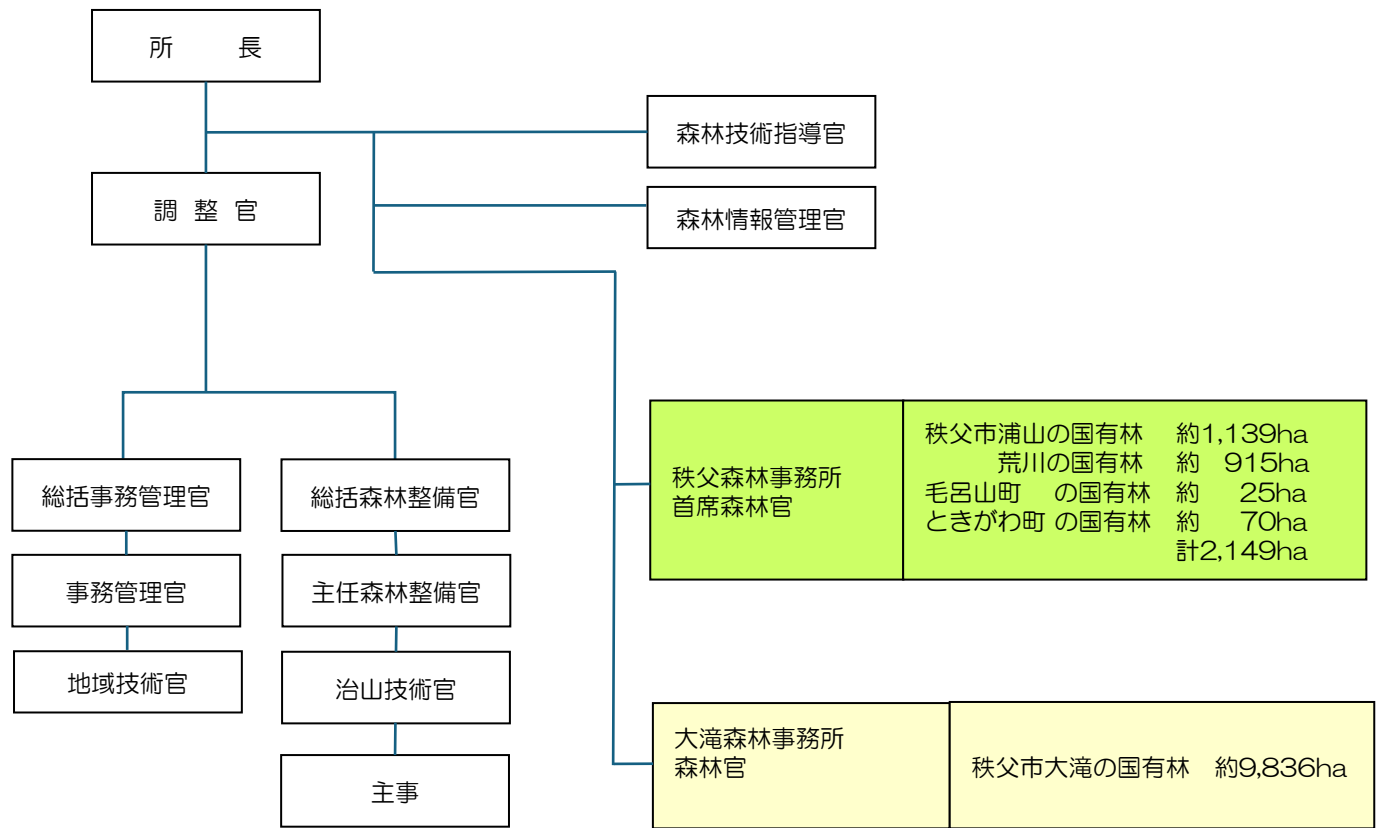 所　　長
森林技術指導官
調 整 官
森林情報管理官
総括事務管理官
総括森林整備官
事務管理官
主任森林整備官
地域技術官
治山技術官
主事
秩父森林事務所
首席森林官
秩父市浦山の国有林　約1,139ha
荒川の国有林　約　915ha
毛呂山町　の国有林　約　　25ha
ときがわ町 の国有林　約　　70ha
計2,149ha
大滝森林事務所
森林官
秩父市大滝の国有林　約9,836ha